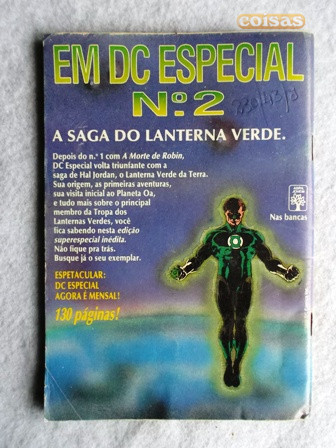 coisas
EM DC ESPECIAL
Nº 2
A SAGA DO LANTERNA VERDE.
Depois do n.º 1 com A Morte de Robin,
DC Especial volta triunfante com a
saga de Hal Jordan, o Lanterna Verde da Terra.
Sua origem, as primeiras aventuras,
sua visita inicial ao Planeta Oa,
e tudo mais sobre o principal
membro da Tropa dos
Lanternas Verdes, você
fica sabendo nesta edição
superespecial inédita.
Não fique pra trás.
Busque já o seu exemplar.
Abril
Nas bancas
ESPETACULAR:
DC ESPECIAL
AGORA É MENSAL!
130 páginas!